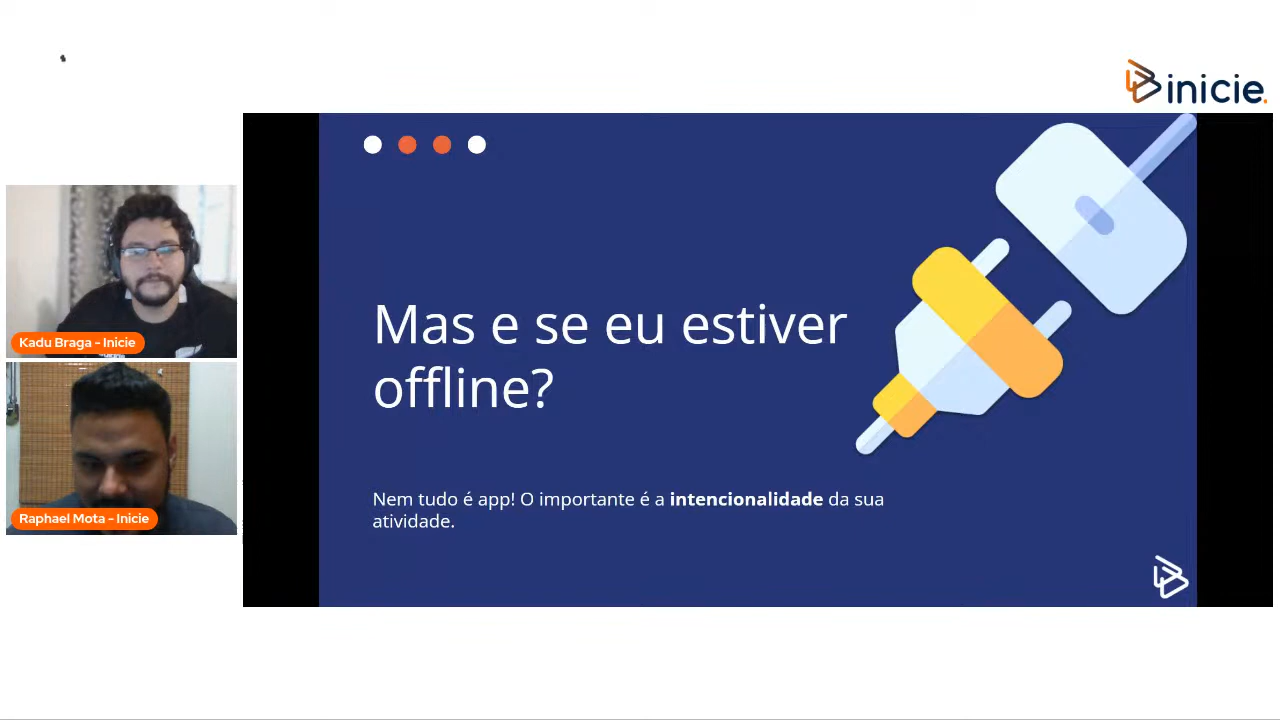 inicie.
Mas e se eu estiver
offline?
Nem tudo é app! O importante é a intencionalidade da sua
atividade.
Kadu Braga - Inicie
Raphael Mota - Inicie